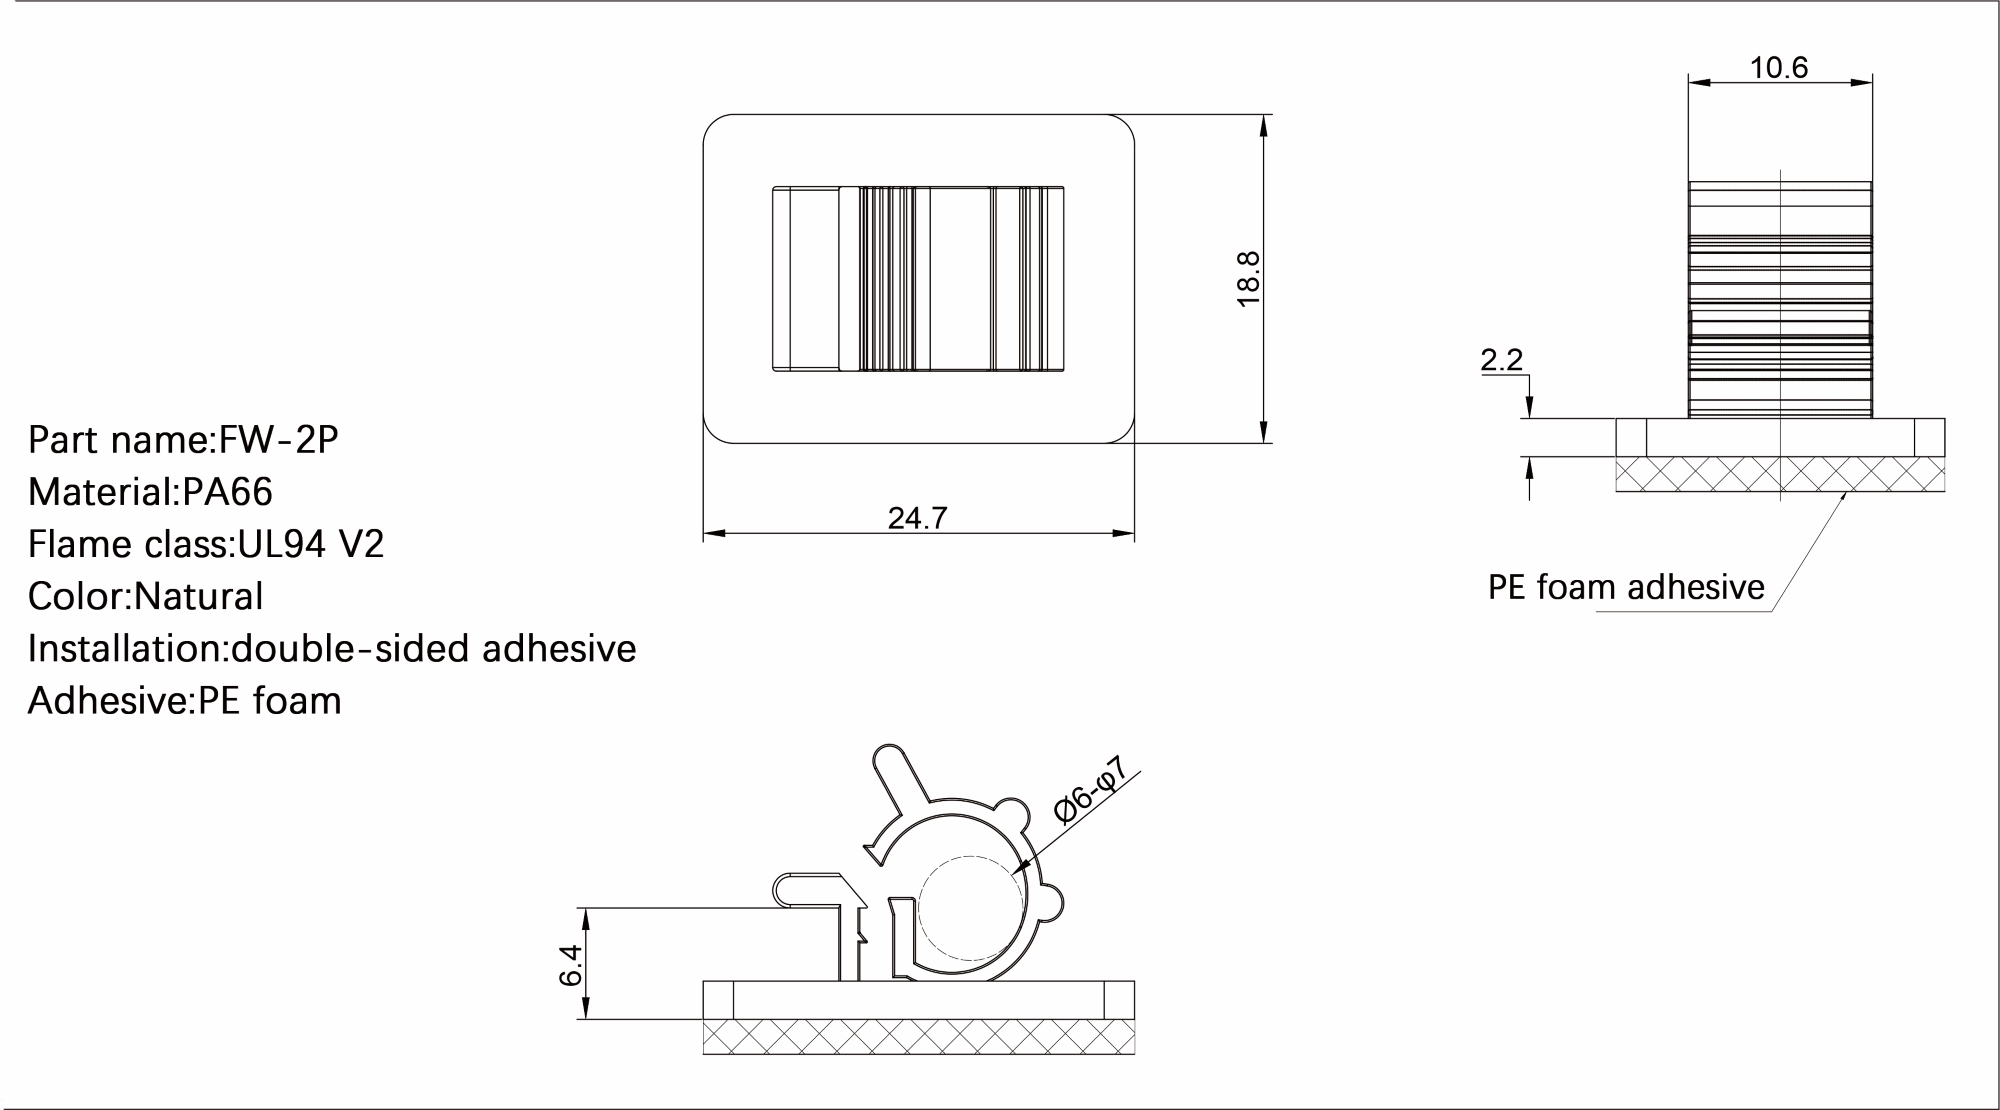 10.6
18.8
2.2
Part name:FW-2P
Material:PA66
Flame class:UL94 V2
24.7
Color:Natural
PE foam adhesive
Installation:double-sided adhesive
Adhesive:PE foam
Ø6-φ7
6.4